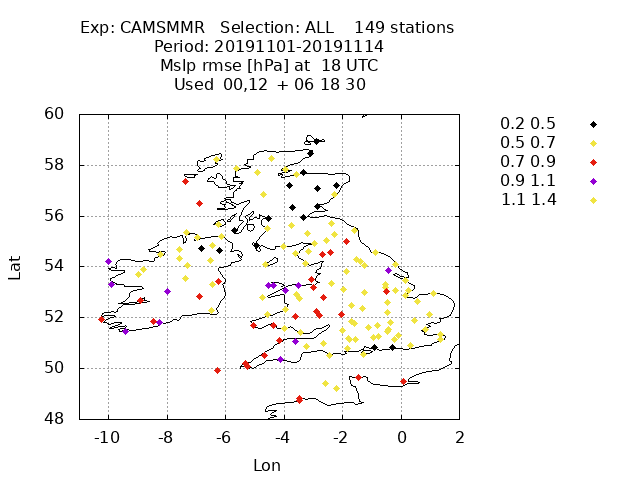 Exp: CAMSMMR Selection: ALL 149 stations
Period: 20191101-20191114
Mslp rmse [hPa] at 18 UTC
Used 00,12 + 06 18 30
60
58
56
54
52
50
48
Lat
-10 -8 -6 -4 -2 0 2
Lon
0.2 0.5
0.5 0.7
0.7 0.9
0.9 1.1
1.1 1.4